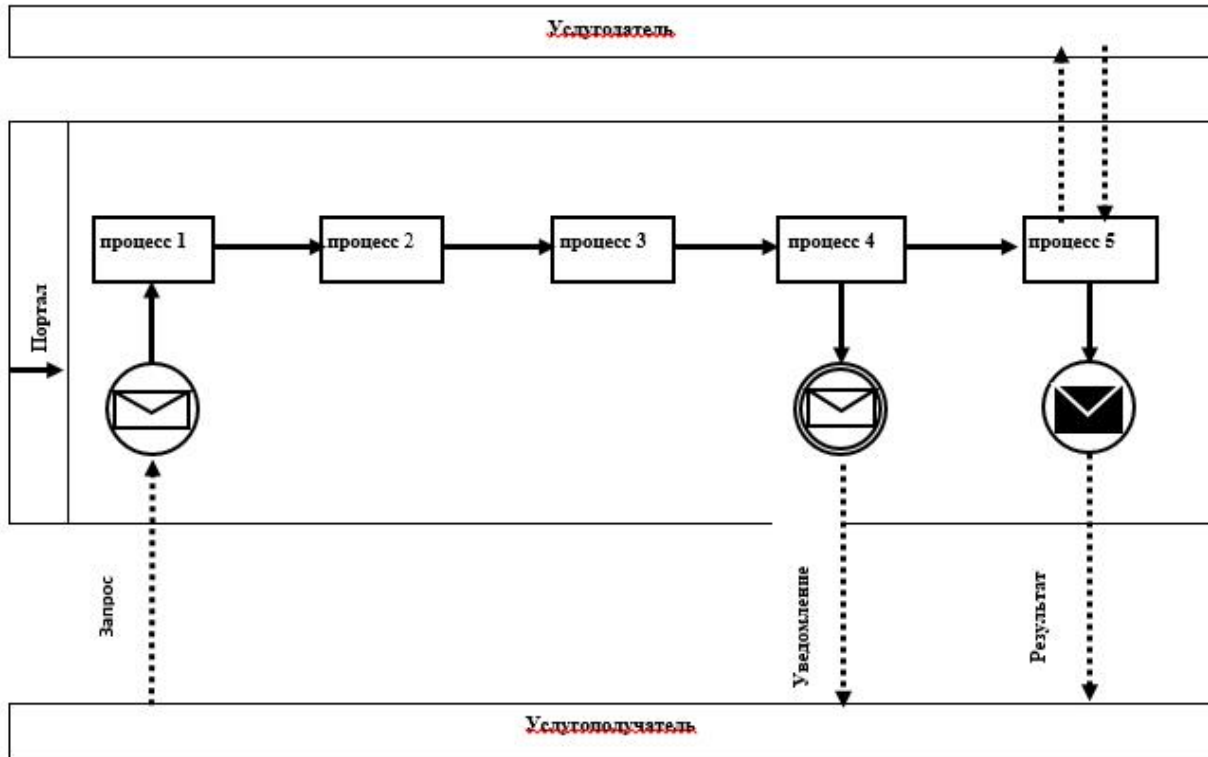 Услугодатель
Портал
процесс 1
процесс 2
процесс 3
процесс 4
процесс 5
Запрос
Уведомление
Результат
Услугополучатель